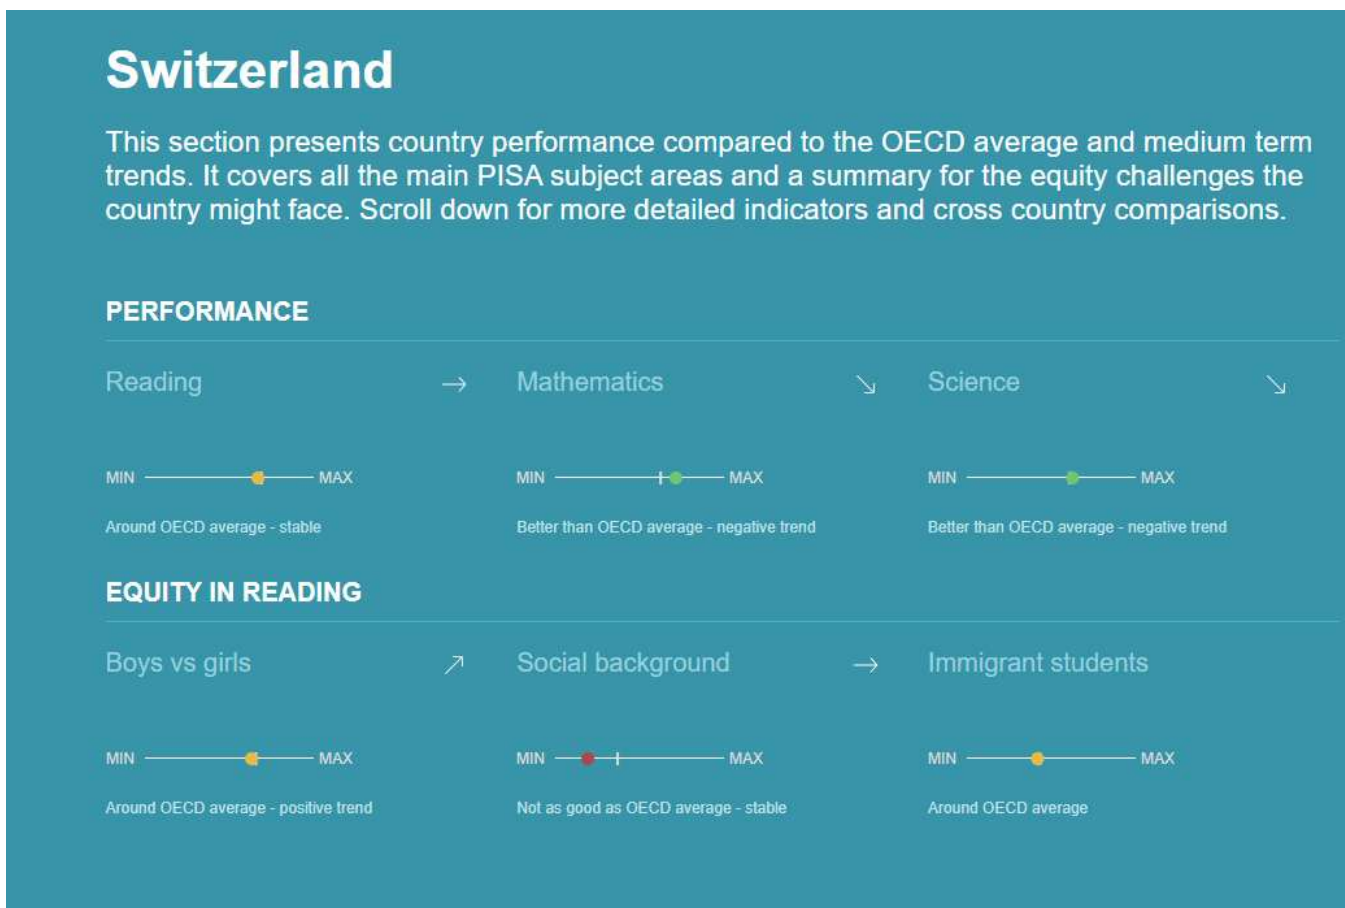 Switzerland
This section presents country performance compared to the OECD average and medium term
trends. It covers all the main PISA subject areas and a summary for the equity challenges the
country might face. Scroll down for more detailed indicators and cross country comparisons.
PERFORMANCE
Reading → Mathematics ↘ Science ↘
MIN MAX MIN MAX MIN MAX
Around OECD average - stable Better than OECD average - negative trend Better than OECD average - negative trend
EQUITY IN READING
Boys vs girls ↗ Social background → Immigrant students
MIN MAX MIN MAX MIN MAX
Around OECD average - positive trend Not as good as OECD average - stable Around OECD average